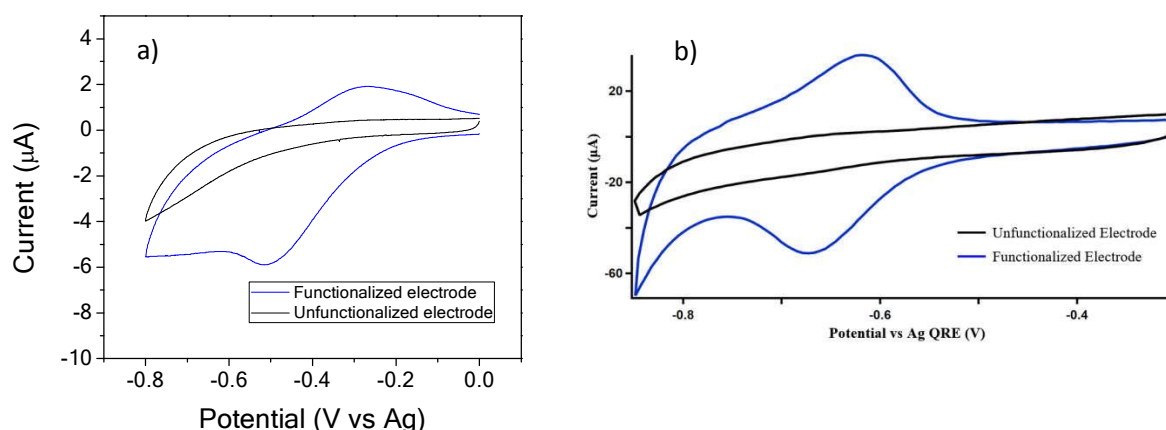 a)
4
2
0
-2
-4
-6
-8
-10
Current (μA)
Functionalized electrode
Unfunctionalized electrode
-0.8 -0.6 -0.4 -0.2 0.0
Potential (V vs Ag)
b)
20
-20
-60
Current (μA)
Unfunctionalized Electrode
Functionalized Electrode
-0.8 -0.6 -0.4
Potential vs Ag QRE (V)